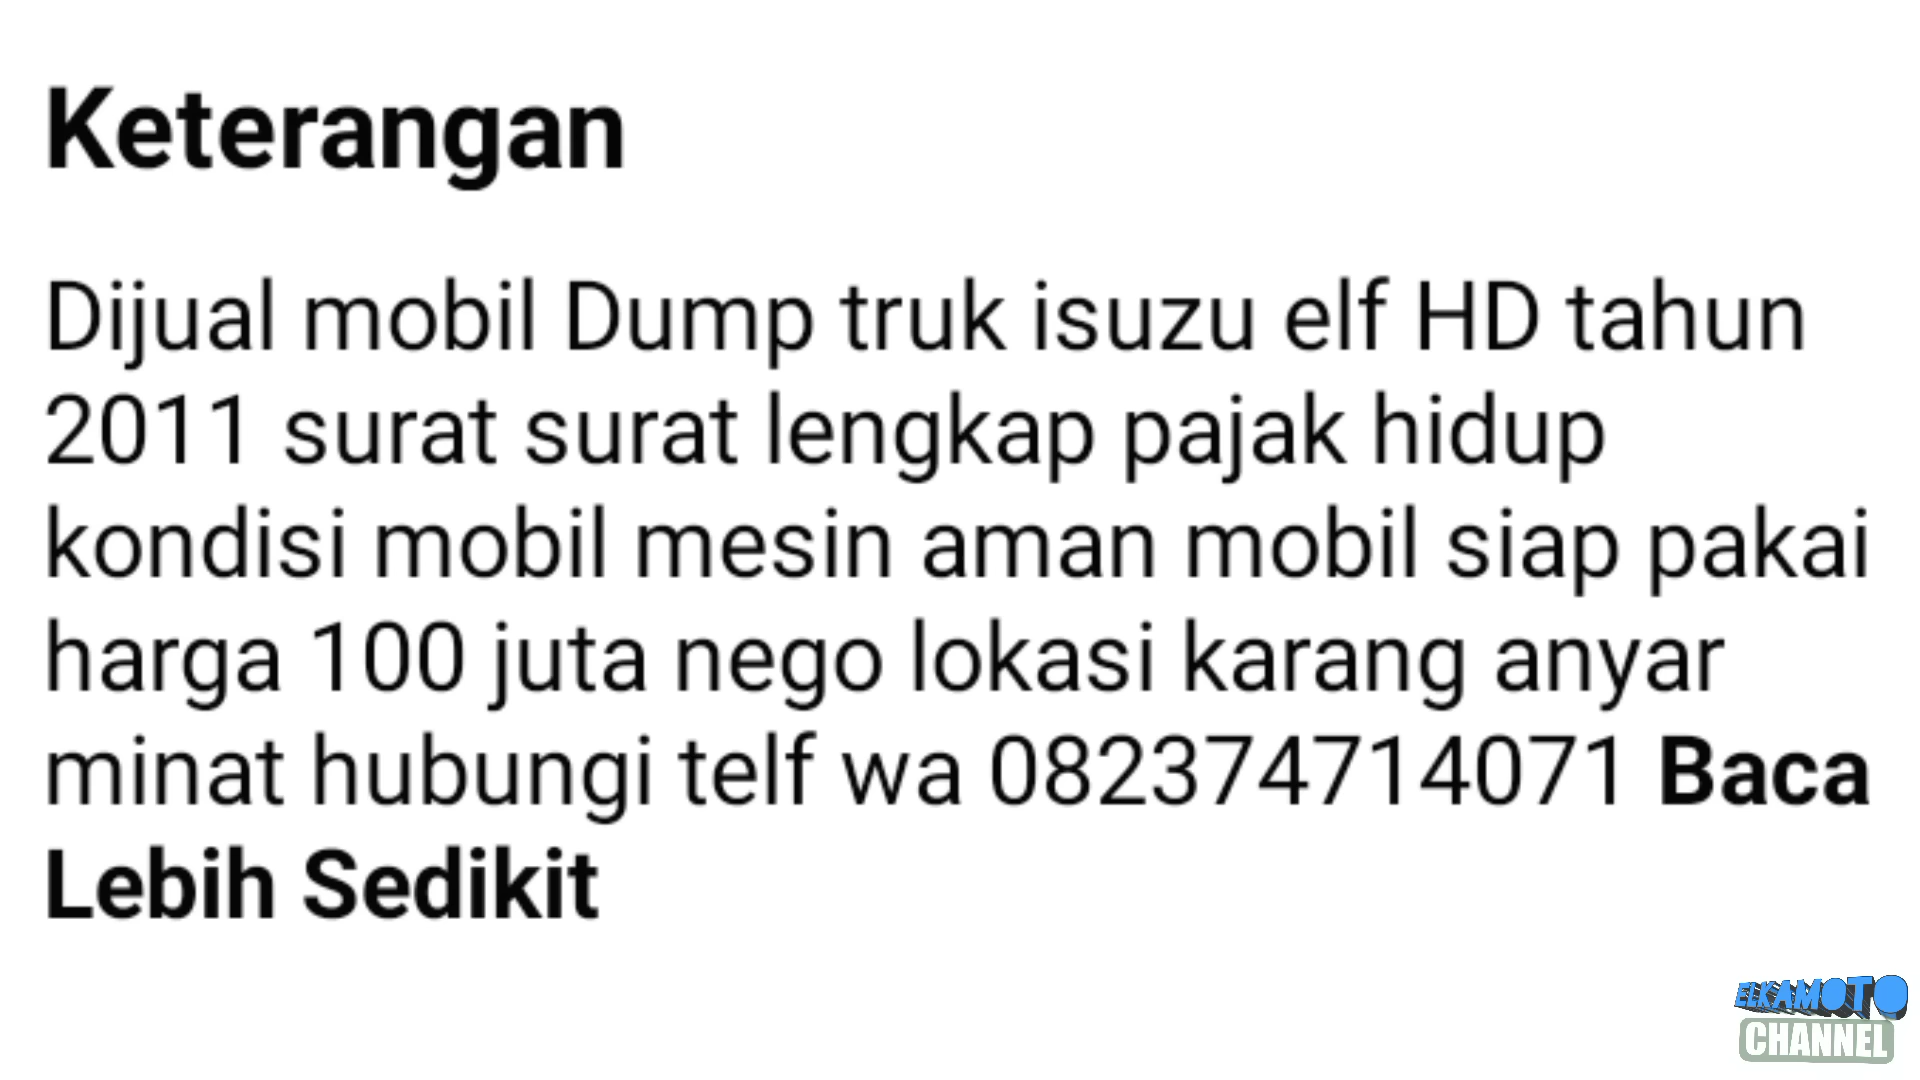 Keterangan
Dijual mobil Dump truk isuzu elf HD tahun
2011 surat surat lengkap pajak hidup
kondisi mobil mesin aman mobil siap pakai
harga 100 juta nego lokasi karang anyar
minat hubungi telf wa 082374714071 Baca
Lebih Sedikit
ELKAMOTO
CHANNEL